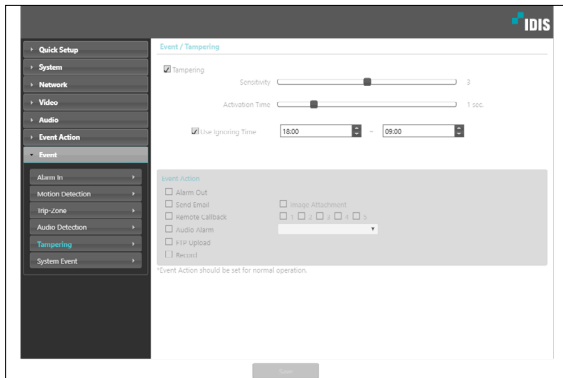 IDIS
Quick Setup
System
Network
Video
Audio
Event Action
Event
Alarm In
Motion Detection
Trip-Zone
Audio Detection
Tampering
System Event
Event / Tampering
Tampering
Sensitivity 2
Activation Time 1 sec.
Use Ignoring Time 18:00 ~ 09:00
Event Action
Alarm Out
Send Email Image Attachment
Remote Callback 1 2 3 4 5
Audio Alarm
FTP Upload
Record
*Event Action should be set for normal operation.
Save